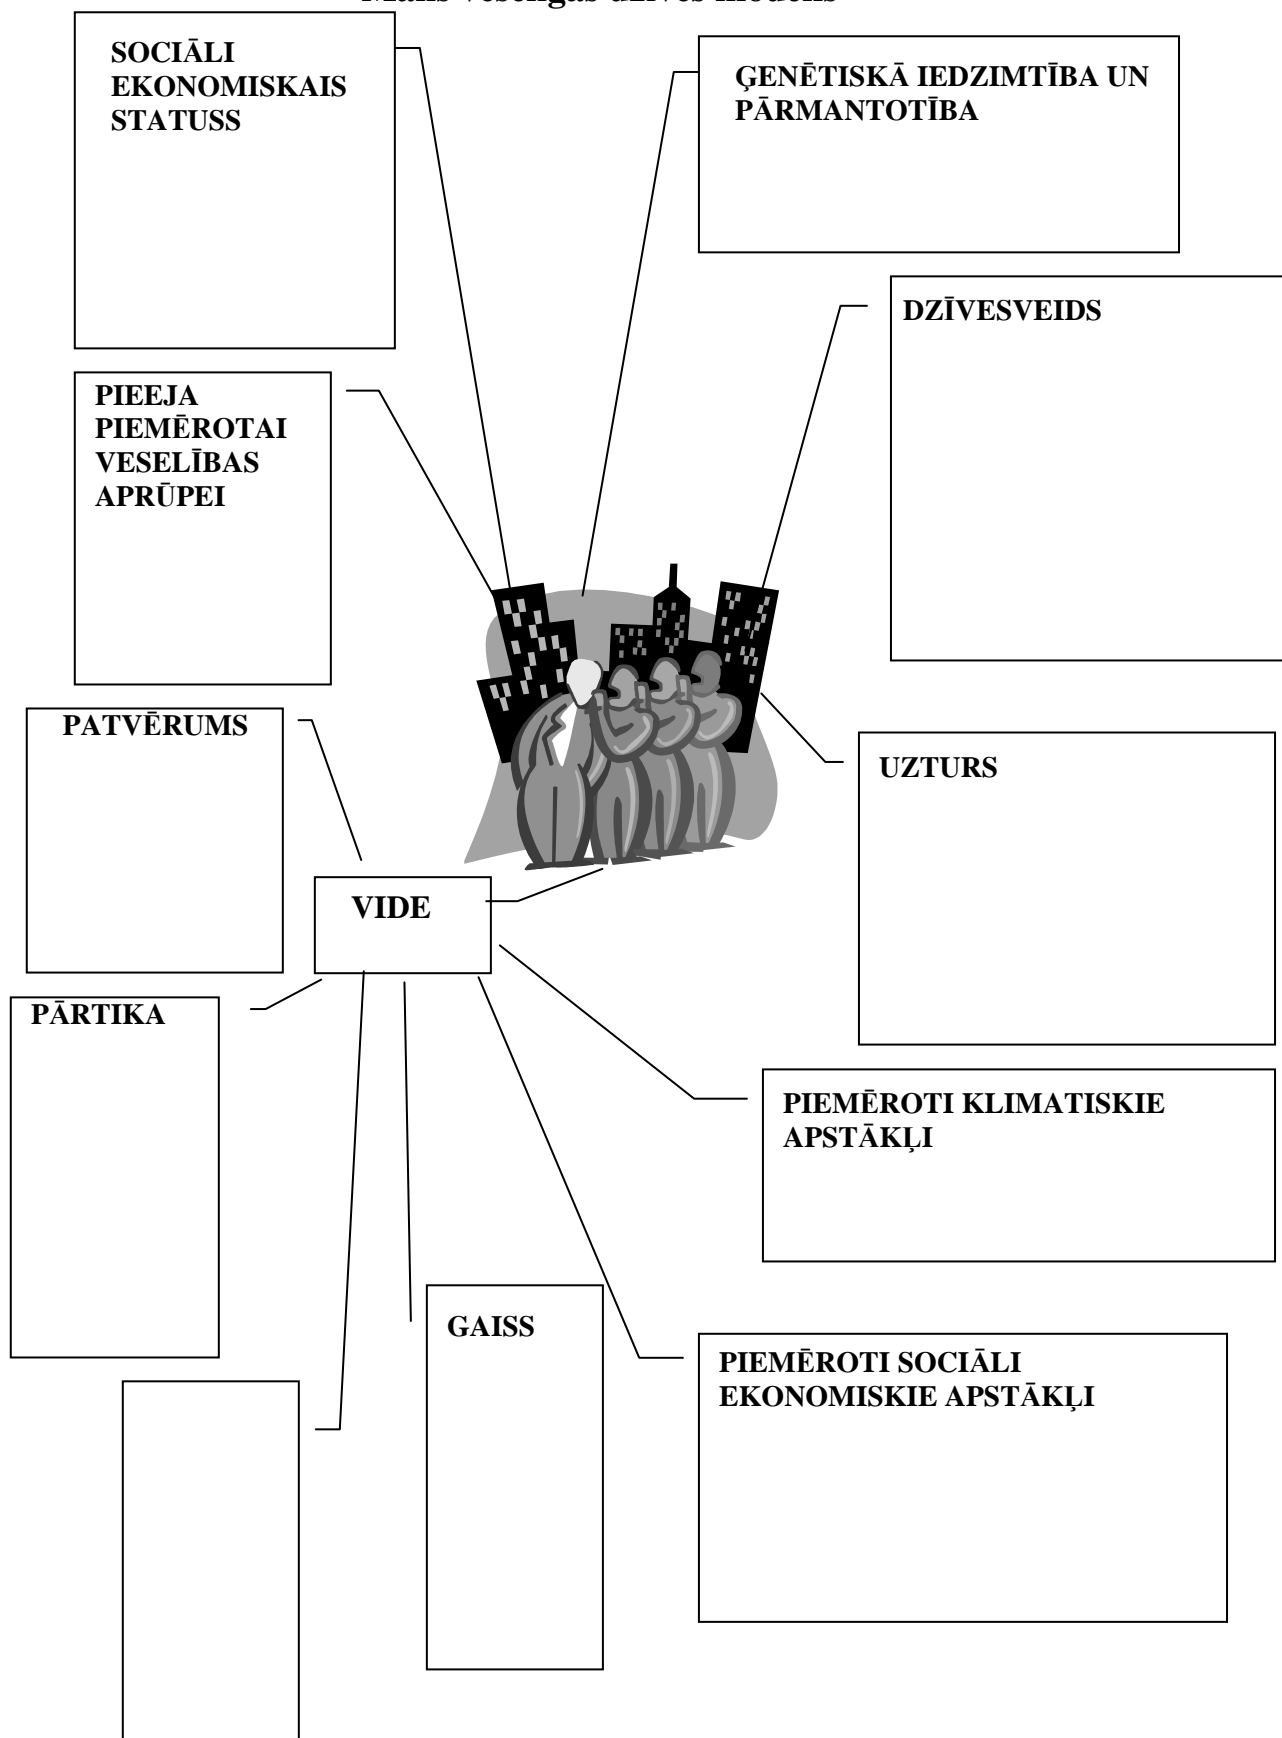 SOCIĀLI
EKONOMISKAIS
STATUSS
ĢENĒTISKĀ IEDZIMTĪBA UN
PĀRMANTOTĪBA
DZĪVESVEIDS
PIEEJA
PIEMĒROTAI
VESELĪBAS
APRŪPEI
PATVĒRUMS
UZTURS
VIDE
PĀRTIKA
PIEMĒROTI KLIMATISKIE
APSTĀKĻI
GAISS
PIEMĒROTI SOCIĀLI
EKONOMISKIE APSTĀKĻI